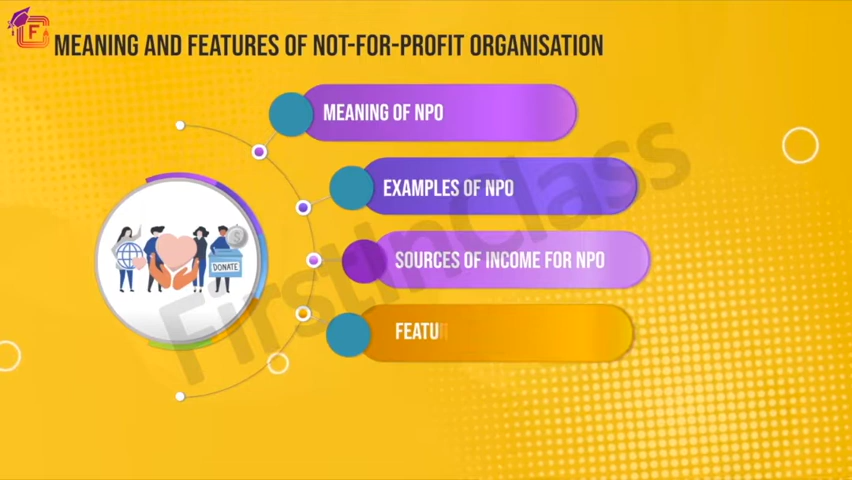 F
MEANING AND FEATURES OF NOT-FOR-PROFIT ORGANISATION
MEANING OF NPO
EXAMPLES OF NPO
SOURCES OF INCOME FOR NPO
FEATU
DONATE
$
FirstInClass